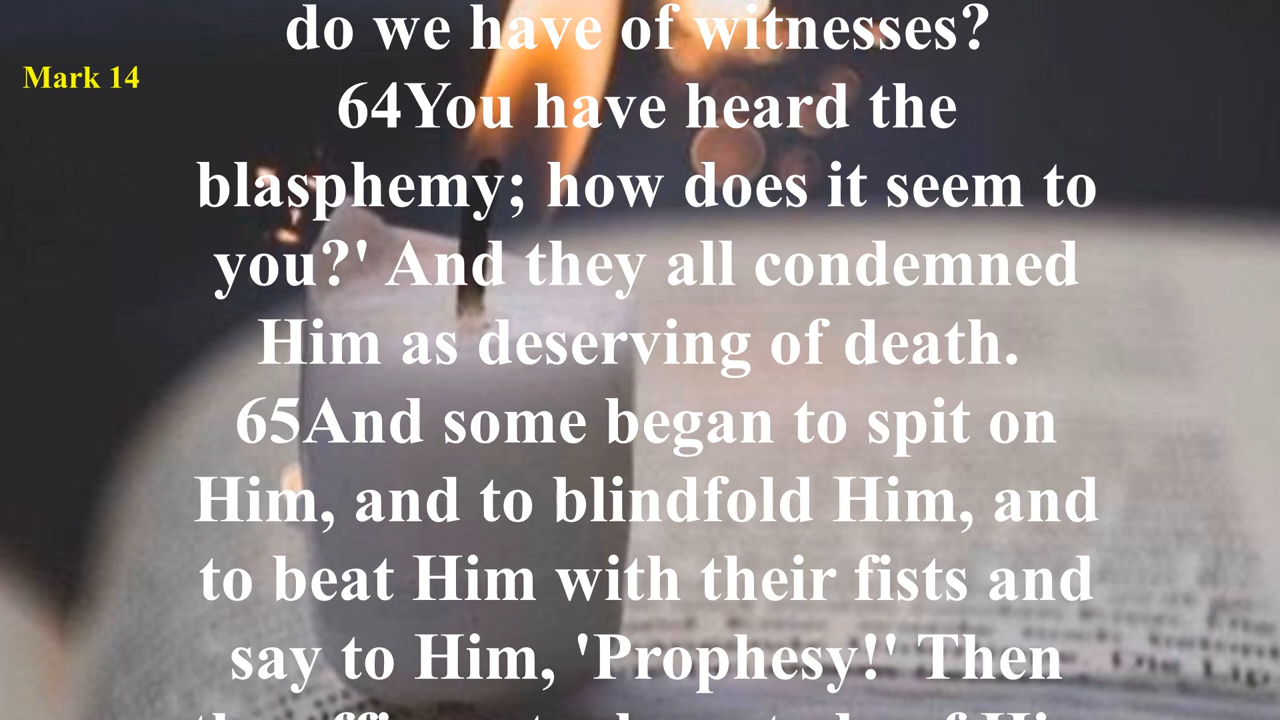 do we have of witnesses?
Mark 14
64You have heard the
blasphemy; how does it seem to
you?' And they all condemned
Him as deserving of death.
65And some began to spit on
Him, and to blindfold Him, and
to beat Him with their fists and
say to Him, 'Prophesy!' Then